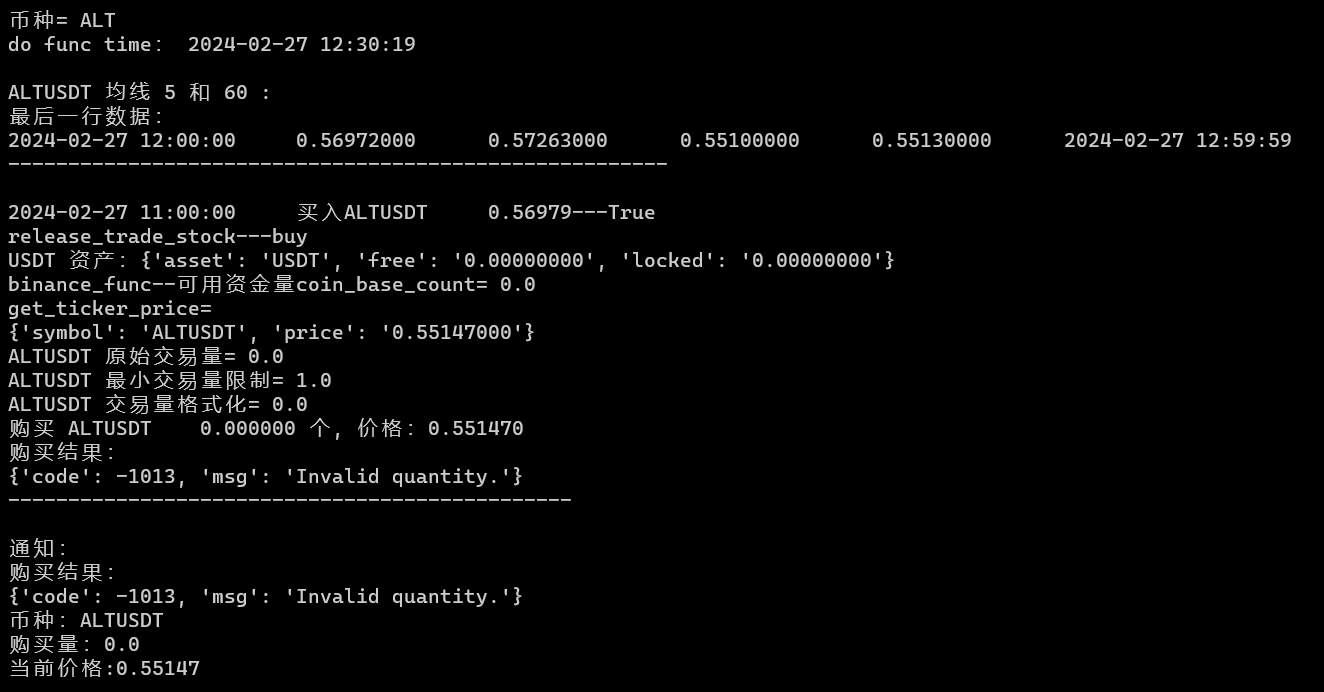 币种= ALT
do func time： 2024-02-27 12:30:19
ALTUSDT 均线 5 和 60 :
最后一行数据：
2024-02-27 12:00:00     0.56972000      0.57263000      0.55100000      0.55130000      2024-02-27 12:59:59
-------------------------------------------------------
2024-02-27 11:00:00     买入ALTUSDT     0.56979---True
release_trade_stock---buy
USDT 资产：{'asset': 'USDT', 'free': '0.00000000', 'locked': '0.00000000'}
binance_func--可用资金量coin_base_count= 0.0
get_ticker_price=
{'symbol': 'ALTUSDT', 'price': '0.55147000'}
ALTUSDT 原始交易量= 0.0
ALTUSDT 最小交易量限制= 1.0
ALTUSDT 交易量格式化= 0.0
购买 ALTUSDT    0.000000 个，价格：0.551470
购买结果：
{'code': -1013, 'msg': 'Invalid quantity.'}
-----------------------------------------------
通知：
购买结果：
{'code': -1013, 'msg': 'Invalid quantity.'}
币种：ALTUSDT
购买量：0.0
当前价格:0.55147